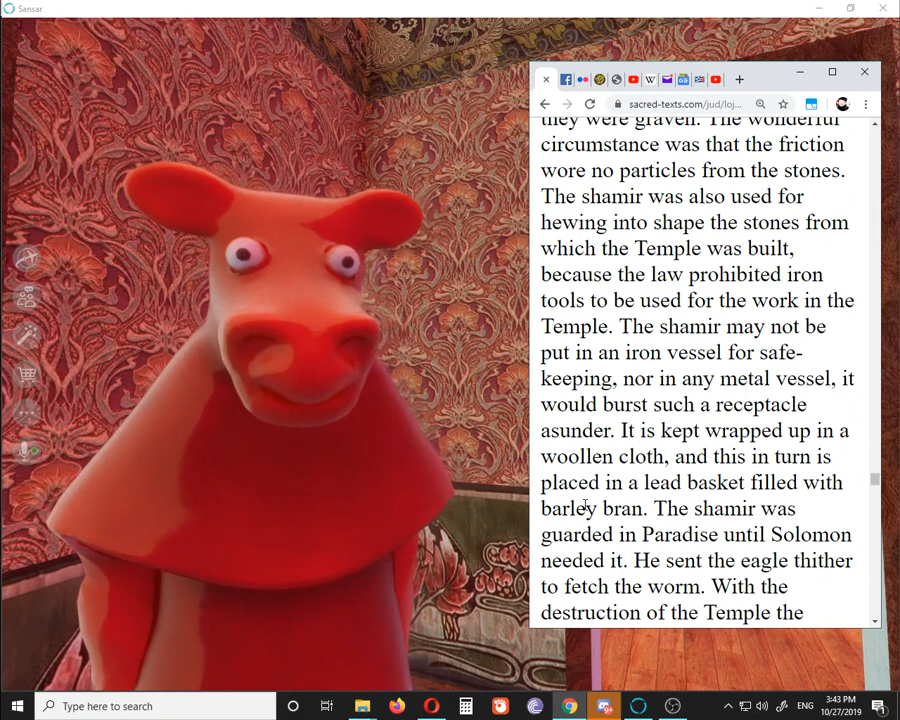 Sansar
sacred-texts.com/jud/loj...
they were graven. The wonderful
circumstance was that the friction
wore no particles from the stones.
The shamir was also used for
hewing into shape the stones from
which the Temple was built,
because the law prohibited iron
tools to be used for the work in the
Temple. The shamir may not be
put in an iron vessel for safe-
keeping, nor in any metal vessel, it
would burst such a receptacle
asunder. It is kept wrapped up in a
woollen cloth, and this in turn is
placed in a lead basket filled with
barley bran. The shamir was
guarded in Paradise until Solomon
needed it. He sent the eagle thither
to fetch the worm. With the
destruction of the Temple the
Type here to search
3:43 PM
10/27/2019